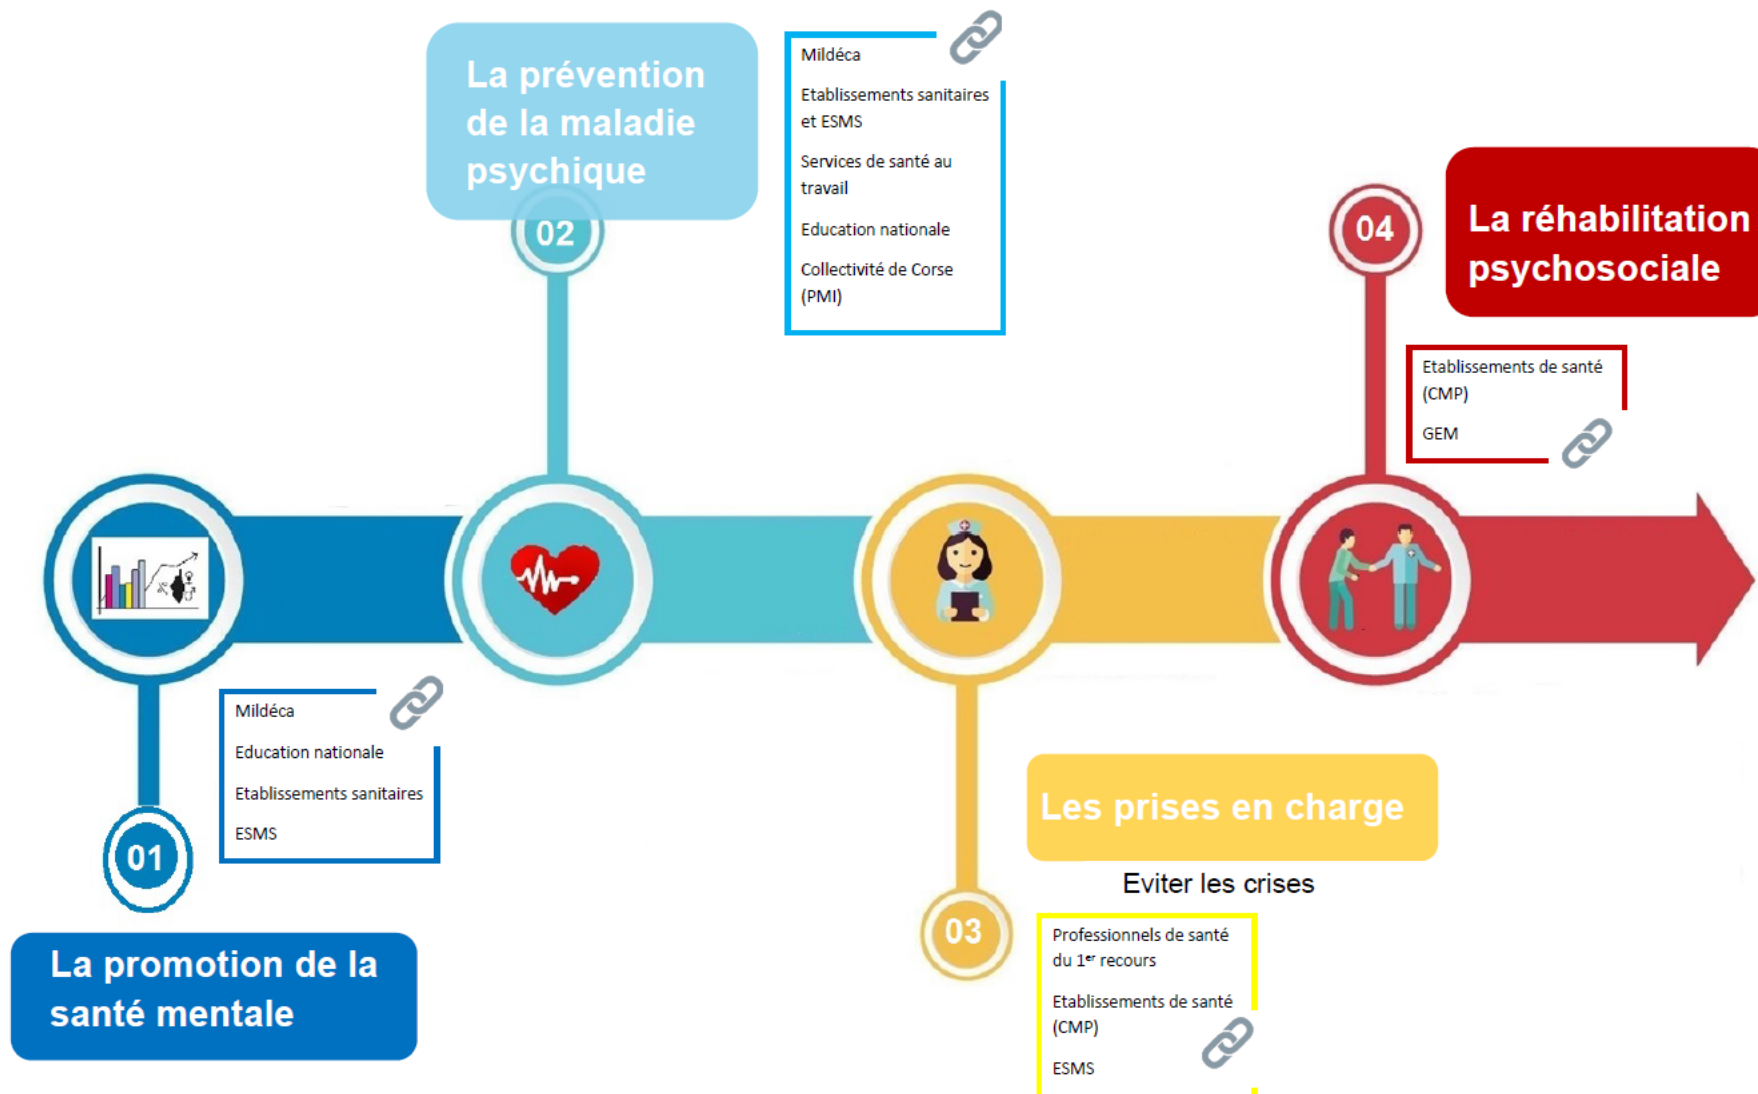 01
La promotion de la
santé mentale
Mildéca
Education nationale
Etablissements sanitaires
ESMS
La prévention
de la maladie
psychique
02
Mildéca
Etablissements sanitaires
et ESMS
Services de santé au
travail
Education nationale
Collectivité de Corse
(PMI)
Les prises en charge
Eviter les crises
03
Professionnels de santé
du 1er recours
Etablissements de santé
(CMP)
ESMS
04
La réhabilitation
psychosociale
Etablissements de santé
(CMP)
GEM